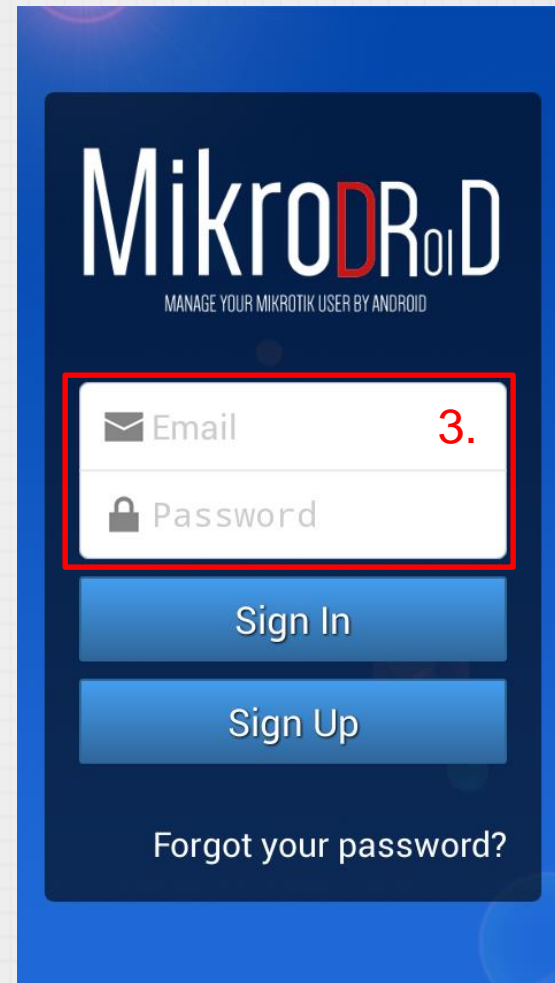 MikroDRoiD
MANAGE YOUR MIKROTIK USER BY ANDROID
Email 3.
Password
Sign In
Sign Up
Forgot your password?